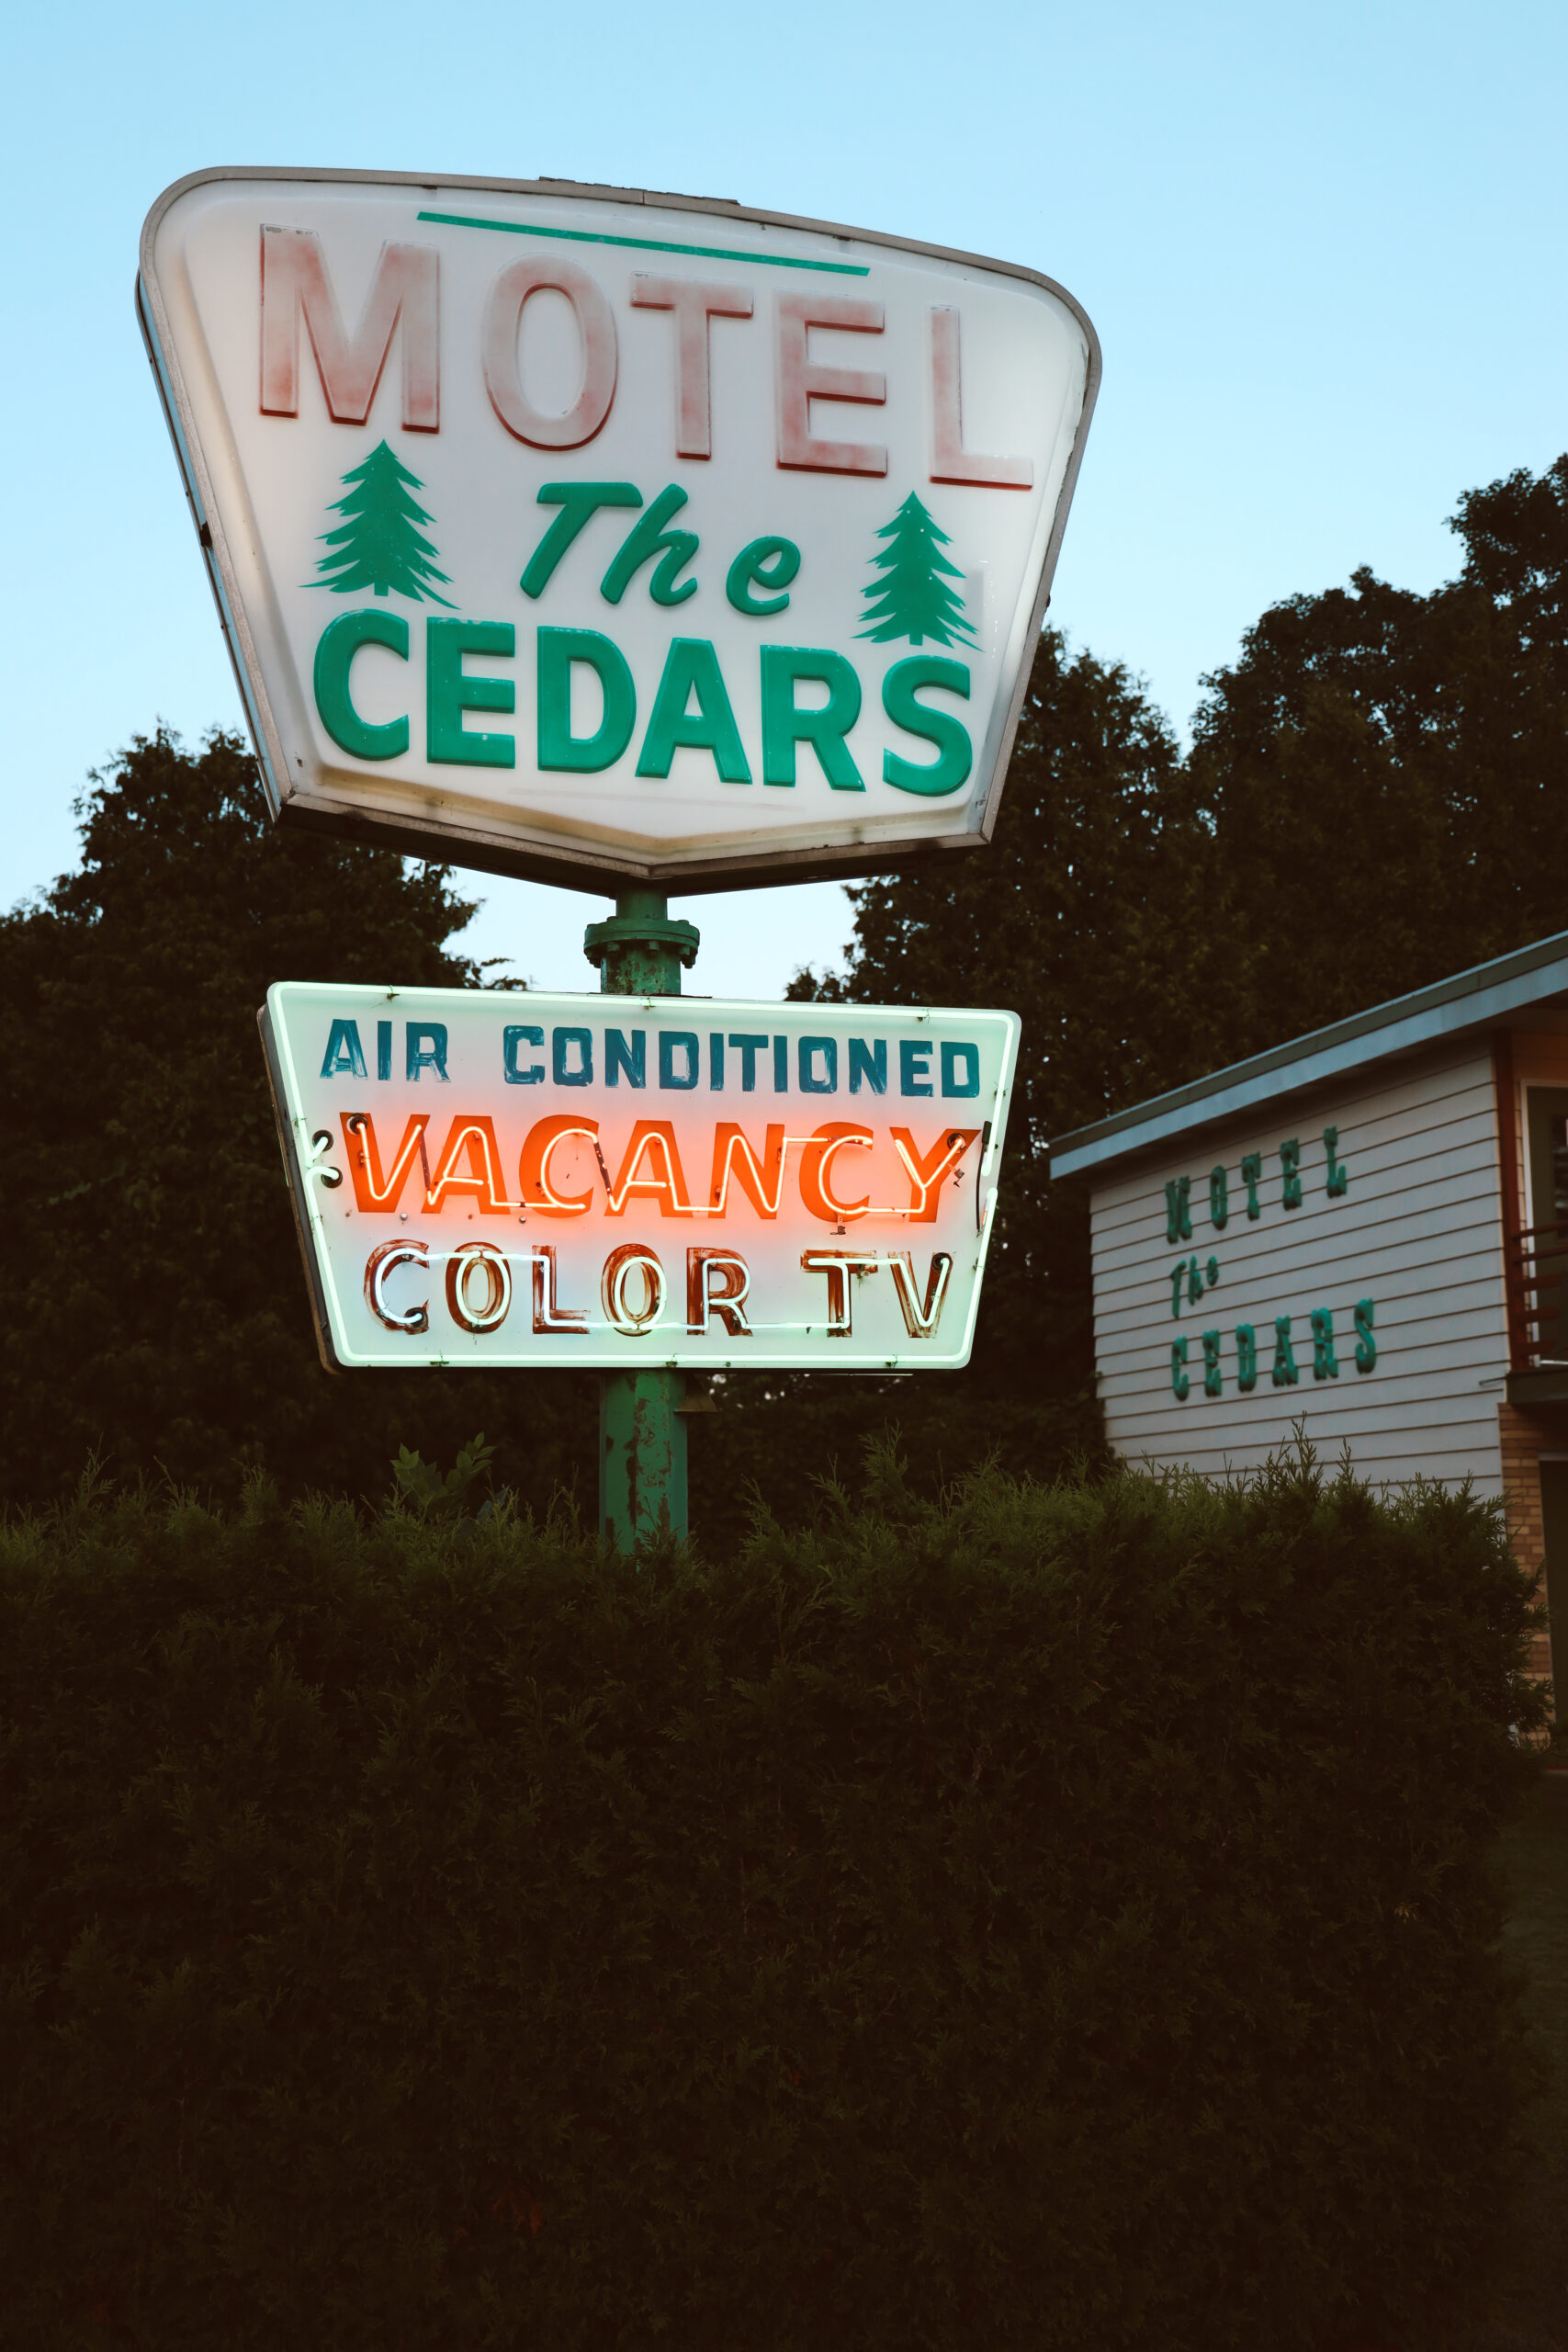 MOTEL
The
CEDARS
AIR CONDITIONED
VACANCY
COLOR TV
MOTEL
The
CEDARS